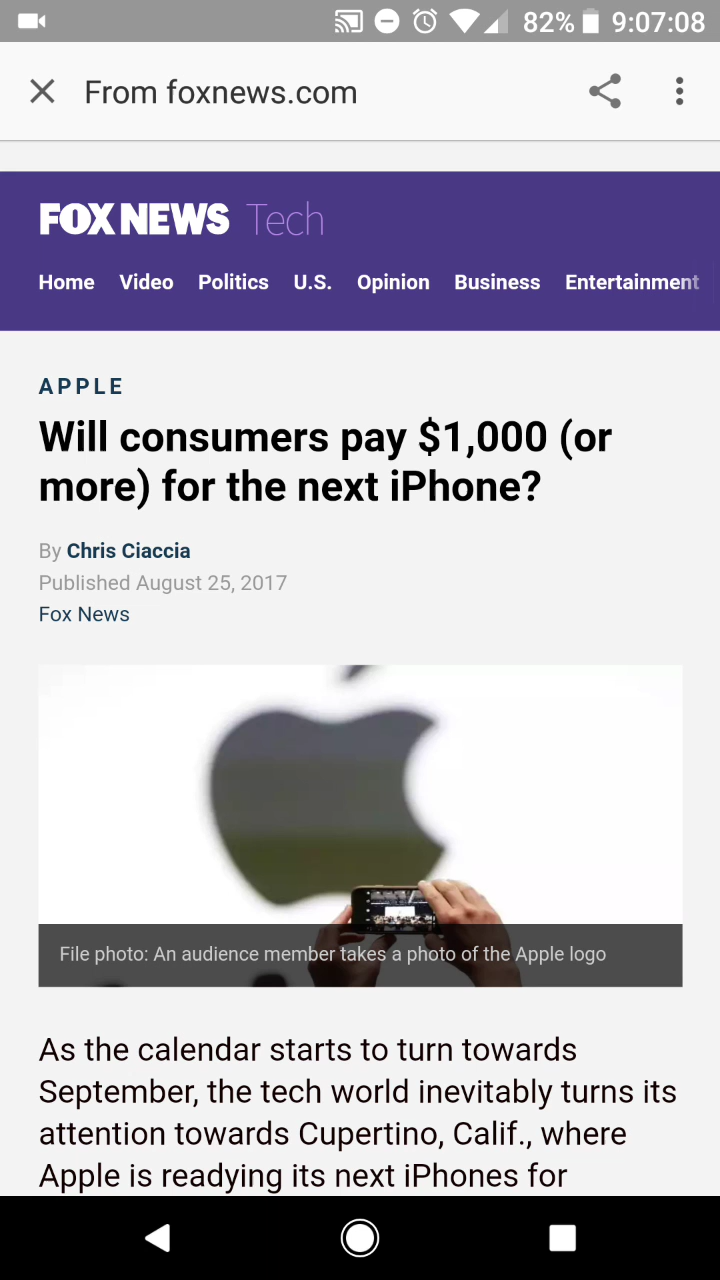 82% 9:07:08
From foxnews.com
FOX NEWS Tech
Home Video Politics U.S. Opinion Business Entertainment
APPLE
Will consumers pay $1,000 (or
more) for the next iPhone?
By Chris Ciaccia
Published August 25, 2017
Fox News
File photo: An audience member takes a photo of the Apple logo
As the calendar starts to turn towards
September, the tech world inevitably turns its
attention towards Cupertino, Calif., where
Apple is readying its next iPhones for